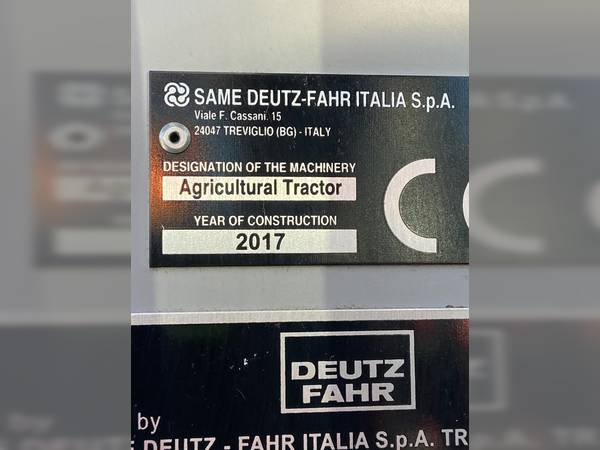 SAME DEUTZ-FAHR ITALIA S.p.A.
Viale F. Cassani, 15
24047 TREVIGLIO (BG) - ITALY
DESIGNATION OF THE MACHINERY
Agricultural Tractor
YEAR OF CONSTRUCTION
2017
CE
DEUTZ
FAHR
by
DEUTZ - FAHR ITALIA S.p.A. TR